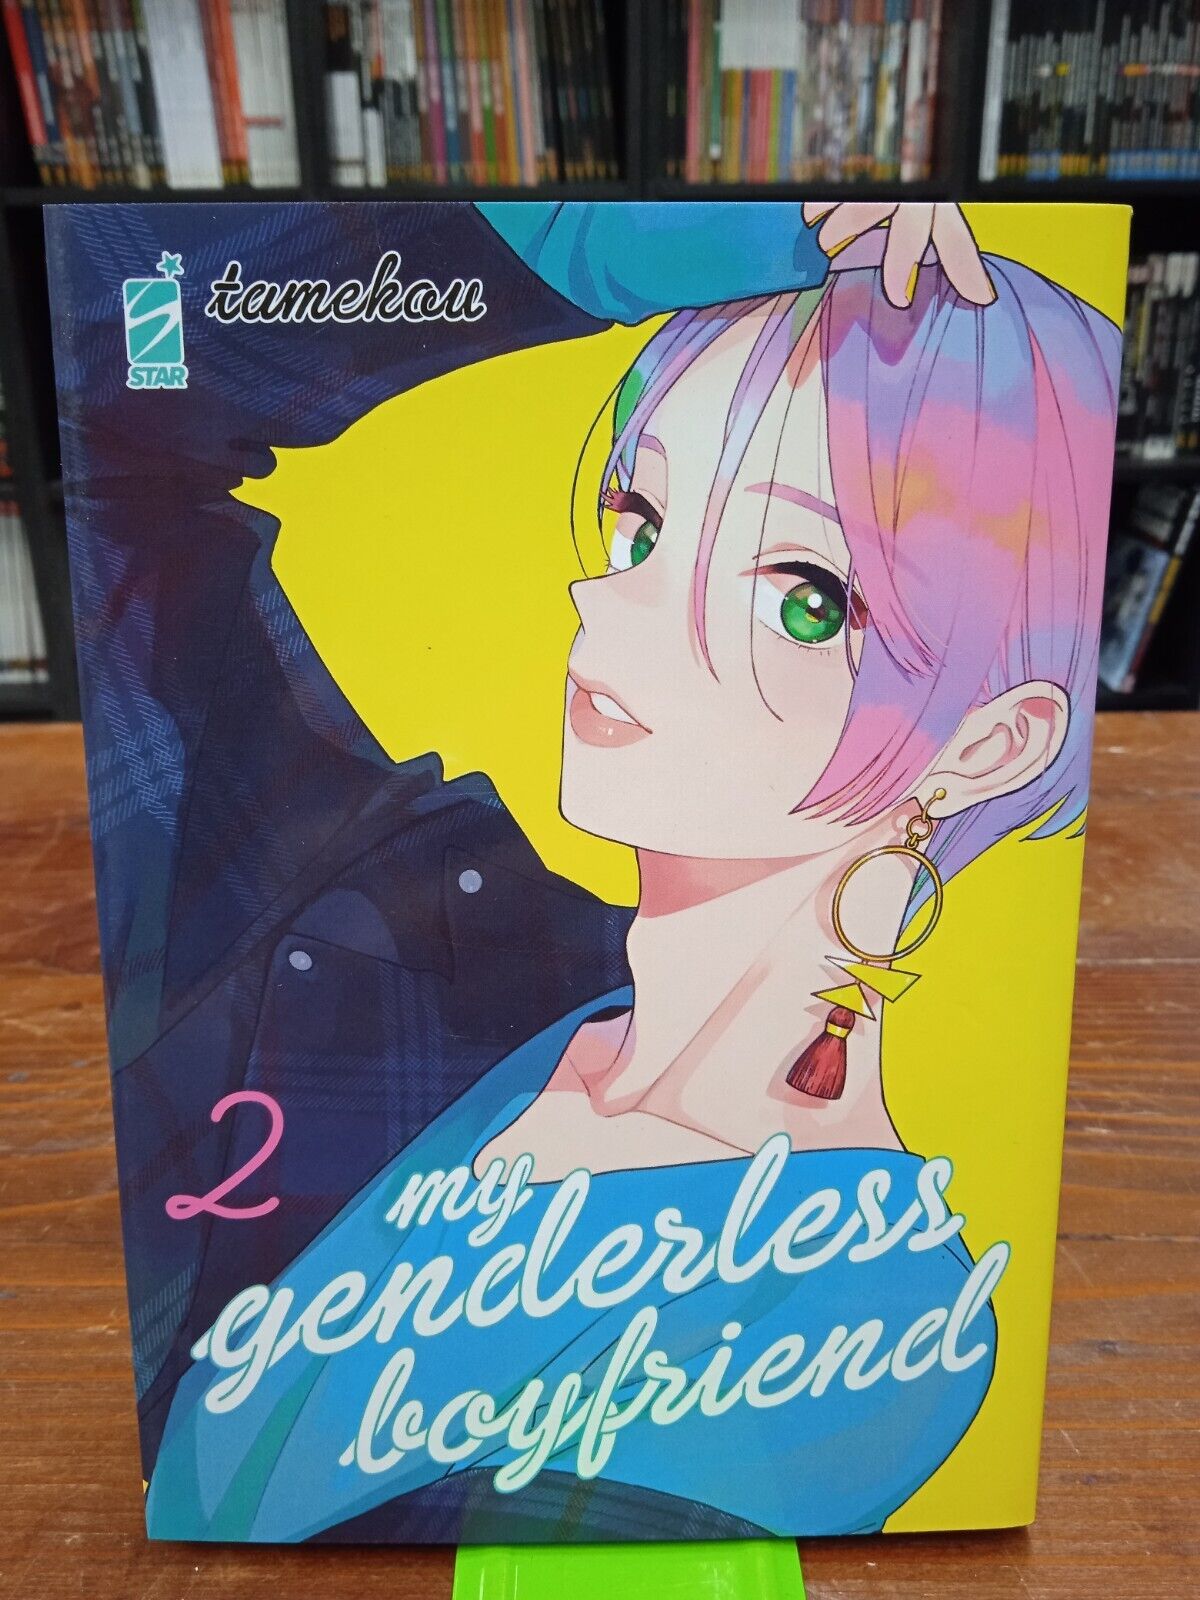 tamekou
STAR
2
my
genderless
boyfriend